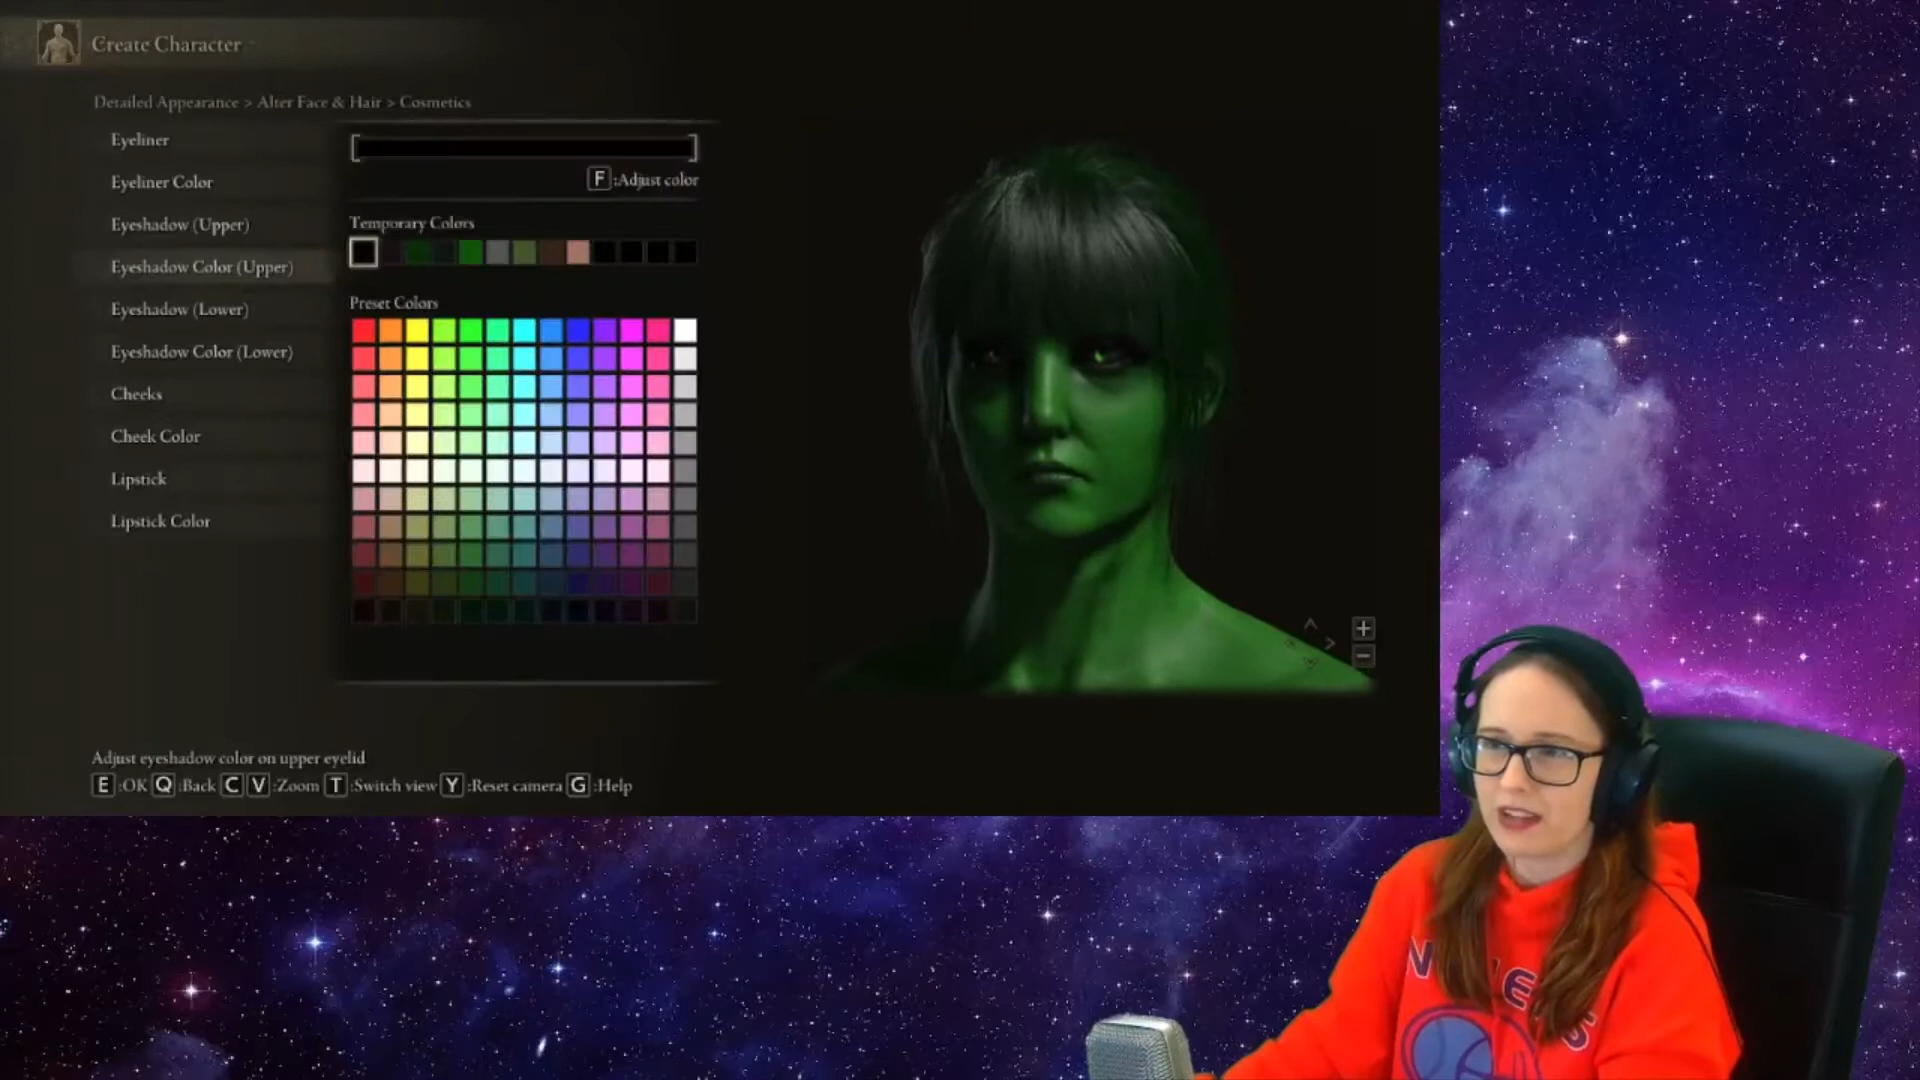 Create Character
Detailed Appearance > Alter Face & Hair > Cosmetics
Eyeliner
Eyeliner Color
Eyeshadow (Upper)
Eyeshadow Color (Upper)
Eyeshadow (Lower)
Eyeshadow Color (Lower)
Cheeks
Cheek Color
Lipstick
Lipstick Color
F :Adjust color
Temporary Colors
Preset Colors
Adjust eyeshadow color on upper eyelid
E :OK Q :Back C V :Zoom T :Switch view Y :Reset camera G :Help